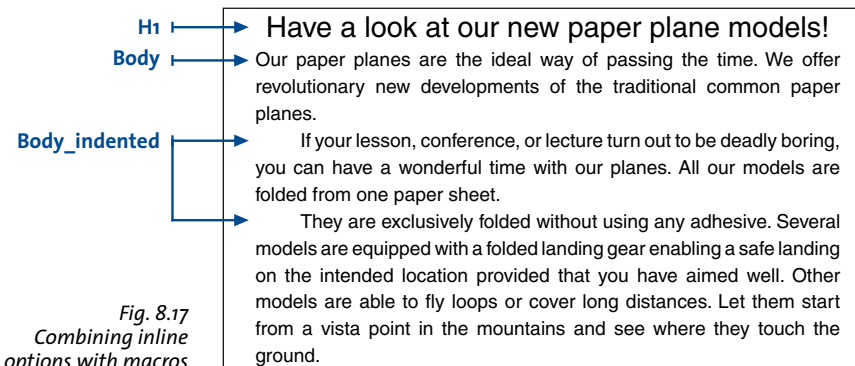 H1
Have a look at our new paper plane models!
Body
Our paper planes are the ideal way of passing the time. We offer
revolutionary new developments of the traditional common paper
planes.
Body_indented
If your lesson, conference, or lecture turn out to be deadly boring,
you can have a wonderful time with our planes. All our models are
folded from one paper sheet.
They are exclusively folded without using any adhesive. Several
models are equipped with a folded landing gear enabling a safe landing
on the intended location provided that you have aimed well. Other
models are able to fly loops or cover long distances. Let them start
from a vista point in the mountains and see where they touch the
ground.
Fig. 8.17
Combining inline
options with macros